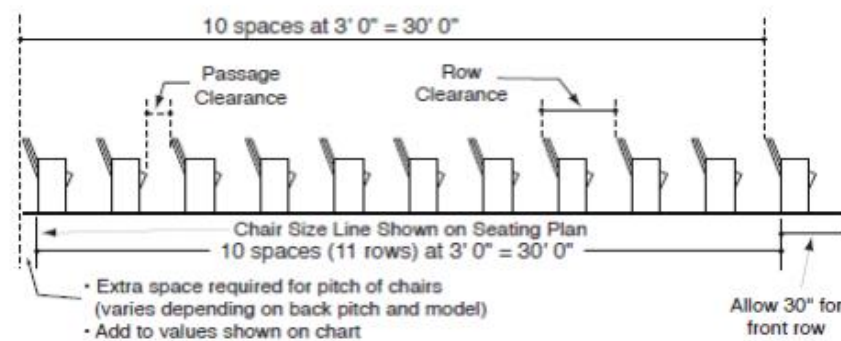 10 spaces at 3' 0" = 30' 0"
Passage
Clearance
Row
Clearance
Chair Size Line Shown on Seating Plan
10 spaces (11 rows) at 3' 0" = 30' 0"
• Extra space required for pitch of chairs
(varies depending on back pitch and model)
• Add to values shown on chart
Allow 30" for
front row